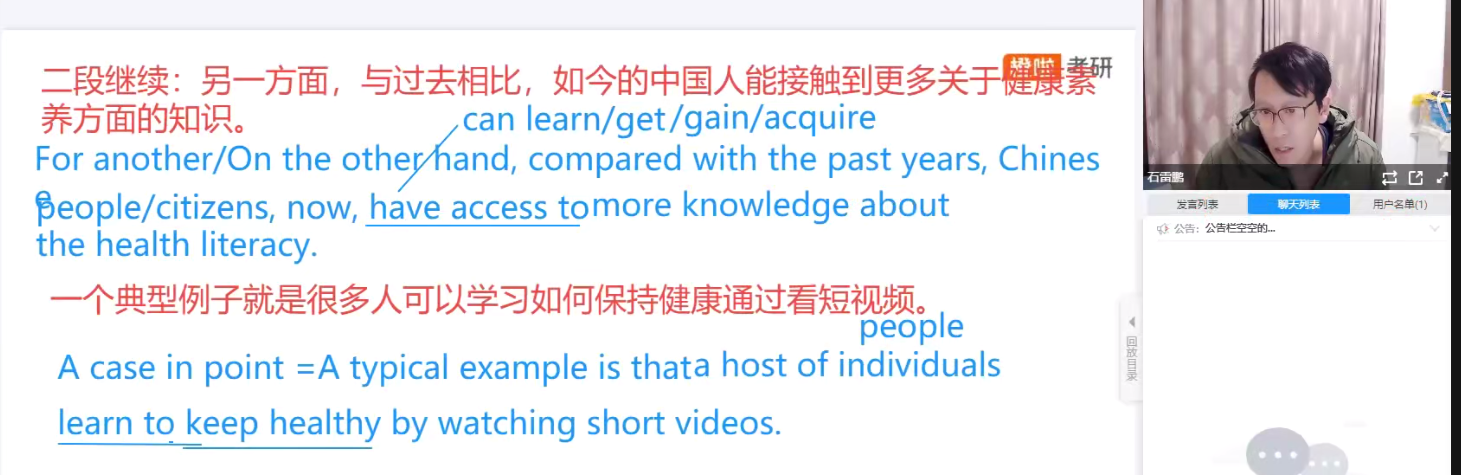 二段继续：另一方面，与过去相比，如今的中国人能接触到更多关于健康素
橙啦 考研
养方面的知识。
can learn/get/gain/acquire
For another/On the other hand, compared with the past years, Chines
e
people/citizens, now, have access to more knowledge about
the health literacy.
一个典型例子就是很多人可以学习如何保持健康通过看短视频。
people
A case in point =A typical example is that a host of individuals
learn to keep healthy by watching short videos.
石雷鹏
发言列表 聊天列表 用户名单(1)
公告： 公告栏空空的...
回放目录